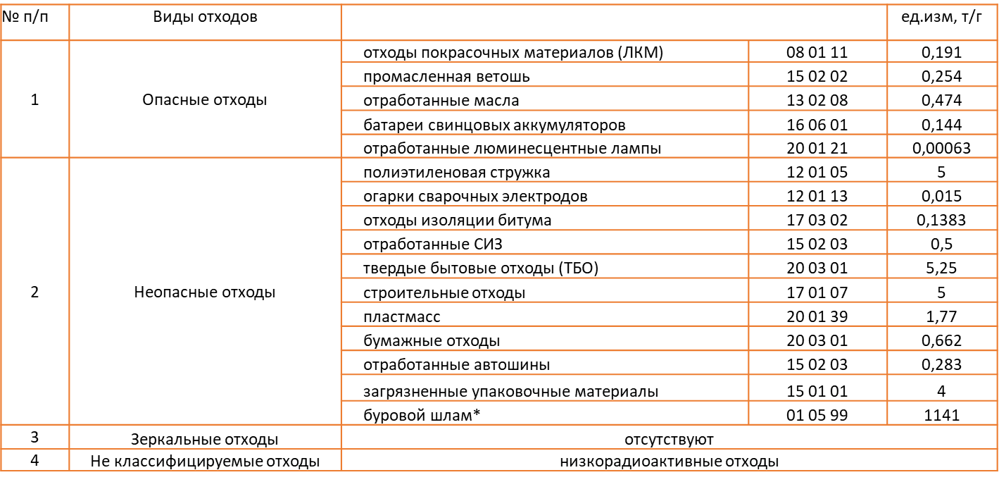 № п/п Виды отходов ед.изм, т/г
1 Опасные отходы
отходы покрасочных материалов (ЛКМ) 08 01 11 0,191
промасленная ветошь 15 02 02 0,254
отработанные масла 13 02 08 0,474
батареи свинцовых аккумуляторов 16 06 01 0,144
отработанные люминесцентные лампы 20 01 21 0,00063
2 Неопасные отходы
полиэтиленовая стружка 12 01 05 5
огарки сварочных электродов 12 01 13 0,015
отходы изоляции битума 17 03 02 0,1383
отработанные СИЗ 15 02 03 0,5
твердые бытовые отходы (ТБО) 20 03 01 5,25
строительные отходы 17 01 07 5
пластмасс 20 01 39 1,77
бумажные отходы 20 03 01 0,662
отработанные автошины 15 02 03 0,283
загрязненные упаковочные материалы 15 01 01 4
буровой шлам* 01 05 99 1141
3 Зеркальные отходы отсутствуют
4 Не классифицируемые отходы низкорадиоактивные отходы